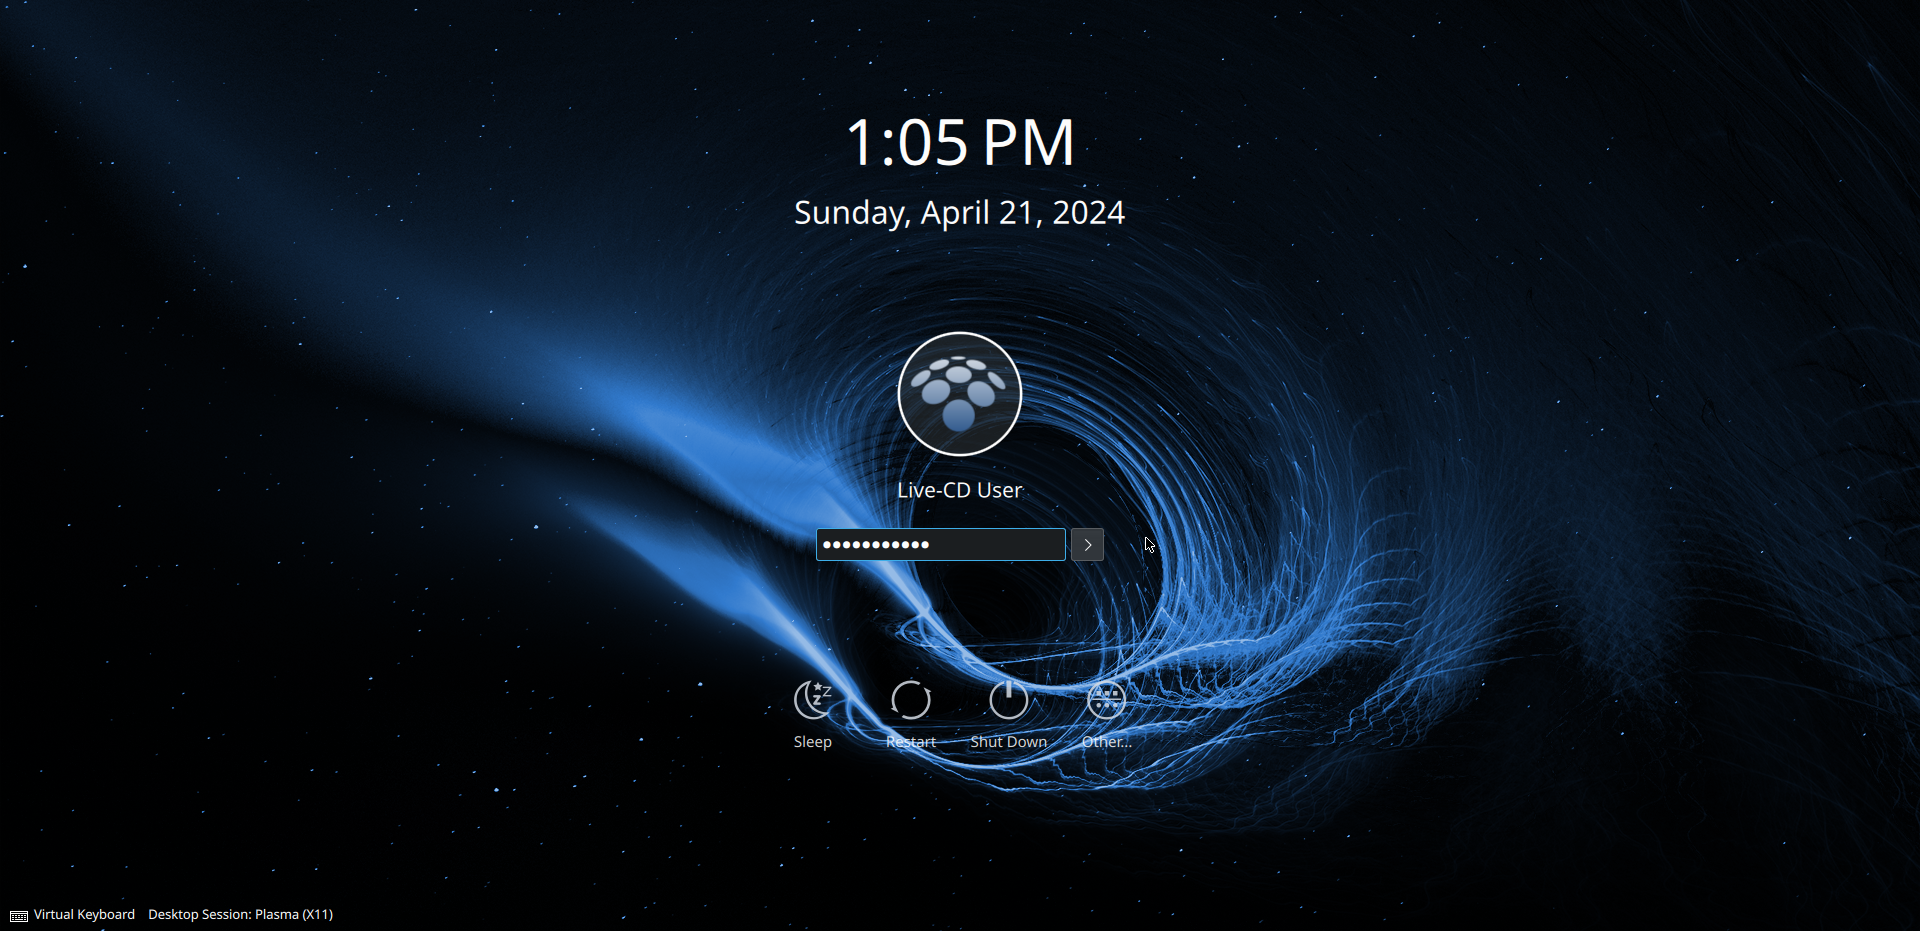 1:05 PM
Sunday, April 21, 2024
Live-CD User
Sleep
Restart
Shut Down
Other...
Virtual Keyboard
Desktop Session: Plasma (X11)